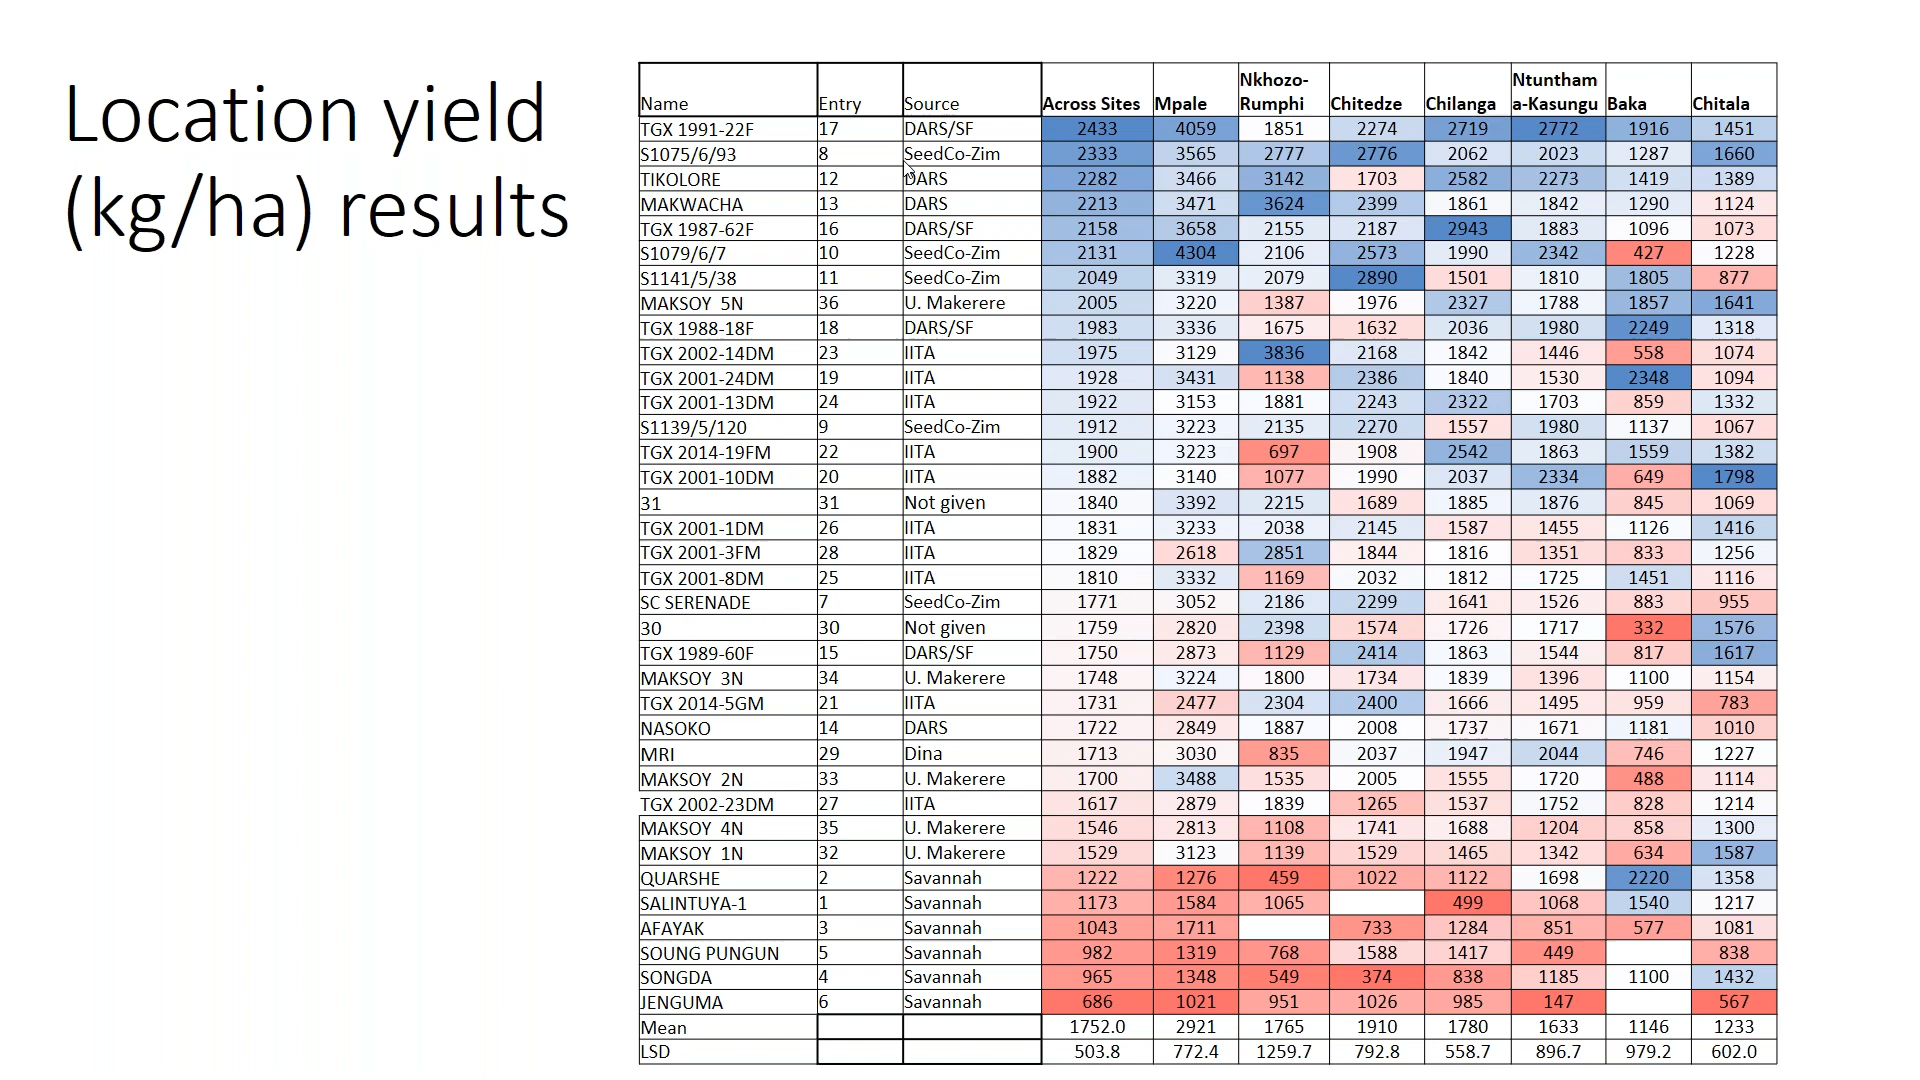 Location yield
(kg/ha) results
Name Entry Source Across Sites Mpale Nkhozo-Rumphi Chitedze Chilanga Ntunthama-Kasungu Baka Chitala
TGX 1991-22F 17 DARS/SF 2433 4059 1851 2274 2719 2772 1916 1451
S1075/6/93 8 SeedCo-Zim 2333 3565 2777 2776 2062 2023 1287 1660
TIKOLORE 12 DARS 2282 3466 3142 1703 2582 2273 1419 1389
MAKWACHA 13 DARS 2213 3471 3624 2399 1861 1842 1290 1124
TGX 1987-62F 16 DARS/SF 2158 3658 2155 2187 2943 1883 1096 1073
S1079/6/7 10 SeedCo-Zim 2131 4304 2106 2573 1990 2342 427 1228
S1141/5/38 11 SeedCo-Zim 2049 3319 2079 2890 1501 1810 1805 877
MAKSOY 5N 36 U. Makerere 2005 3220 1387 1976 2327 1788 1857 1641
TGX 1988-18F 18 DARS/SF 1983 3336 1675 1632 2036 1980 2249 1318
TGX 2002-14DM 23 IITA 1975 3129 3836 2168 1842 1446 558 1074
TGX 2001-24DM 19 IITA 1928 3431 1138 2386 1840 1530 2348 1094
TGX 2001-13DM 24 IITA 1922 3153 1881 2243 2322 1703 859 1332
S1139/5/120 9 SeedCo-Zim 1912 3223 2135 2270 1557 1980 1137 1067
TGX 2014-19FM 22 IITA 1900 3223 697 1908 2542 1863 1559 1382
TGX 2001-10DM 20 IITA 1882 3140 1077 1990 2037 2334 649 1798
31 31 Not given 1840 3392 2215 1689 1885 1876 845 1069
TGX 2001-1DM 26 IITA 1831 3233 2038 2145 1587 1455 1126 1416
TGX 2001-3FM 28 IITA 1829 2618 2851 1844 1816 1351 833 1256
TGX 2001-8DM 25 IITA 1810 3332 1169 2032 1812 1725 1451 1116
SC SERENADE 7 SeedCo-Zim 1771 3052 2186 2299 1641 1526 883 955
30 30 Not given 1759 2820 2398 1574 1726 1717 332 1576
TGX 1989-60F 15 DARS/SF 1750 2873 1129 2414 1863 1544 817 1617
MAKSOY 3N 34 U. Makerere 1748 3224 1800 1734 1839 1396 1100 1154
TGX 2014-5GM 21 IITA 1731 2477 2304 2400 1666 1495 959 783
NASOKO 14 DARS 1722 2849 1887 2008 1737 1671 1181 1010
MRI 29 Dina 1713 3030 835 2037 1947 2044 746 1227
MAKSOY 2N 33 U. Makerere 1700 3488 1535 2005 1555 1720 488 1114
TGX 2002-23DM 27 IITA 1617 2879 1839 1265 1537 1752 828 1214
MAKSOY 4N 35 U. Makerere 1546 2813 1108 1741 1688 1204 858 1300
MAKSOY 1N 32 U. Makerere 1529 3123 1139 1529 1465 1342 634 1587
QUARSHE 2 Savannah 1222 1276 459 1022 1122 1698 2220 1358
SALINTUYA-1 1 Savannah 1173 1584 1065 499 1068 1540 1217
AFAYAK 3 Savannah 1043 1711 733 1284 851 577 1081
SOUNG PUNGUN 5 Savannah 982 1319 768 1588 1417 449 838
SONGDA 4 Savannah 965 1348 549 374 838 1185 1100 1432
JENGUMA 6 Savannah 686 1021 951 1026 985 147 567
Mean 1752.0 2921 1765 1910 1780 1633 1146 1233
LSD 503.8 772.4 1259.7 792.8 558.7 896.7 979.2 602.0